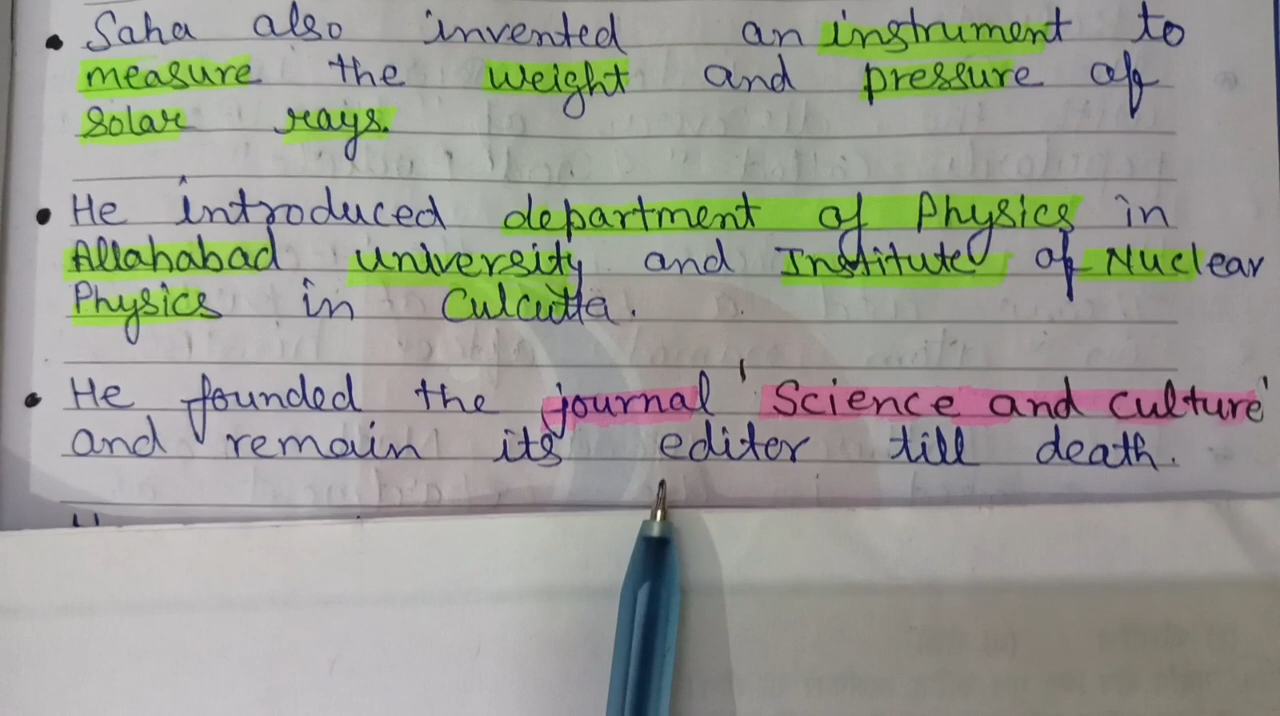 • Saha also invented an instrument to
measure the weight and pressure of
solar rays.
• He introduced department of Physics in
Allahabad university and Institute of Nuclear
Physics in Culcutta.
• He founded the journal 'Science and culture'
and remain its editor till death.